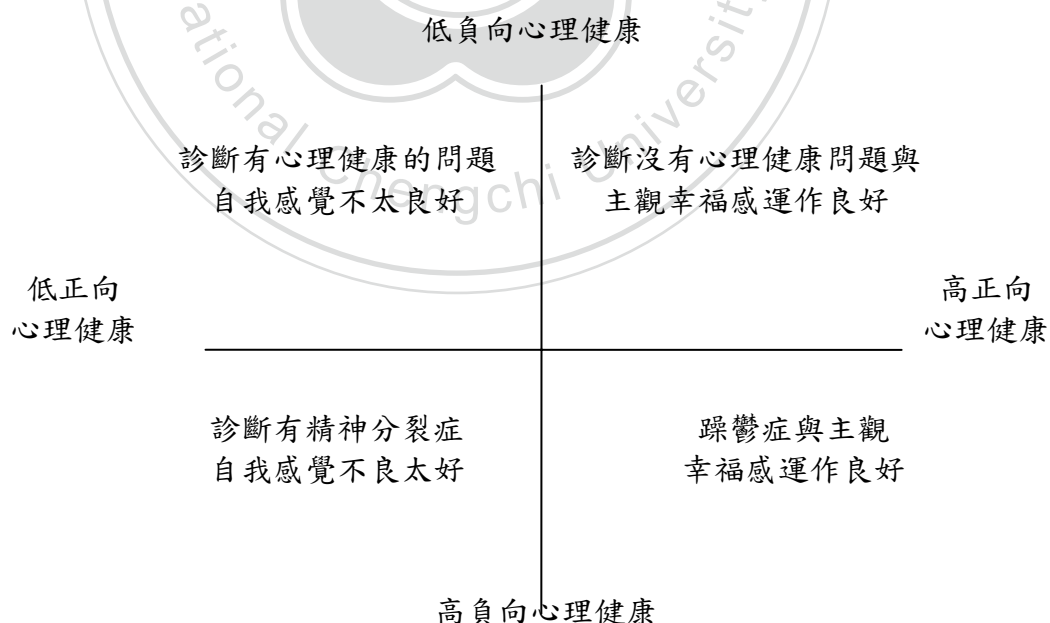 低負向心理健康
診斷有心理健康的問題
自我感覺不太良好
診斷沒有心理健康問題與
主觀幸福感運作良好
低正向
心理健康
高正向
心理健康
診斷有精神分裂症
自我感覺不良太好
躁鬱症與主觀
幸福感運作良好
高負向心理健康
ational Chengchi Universit